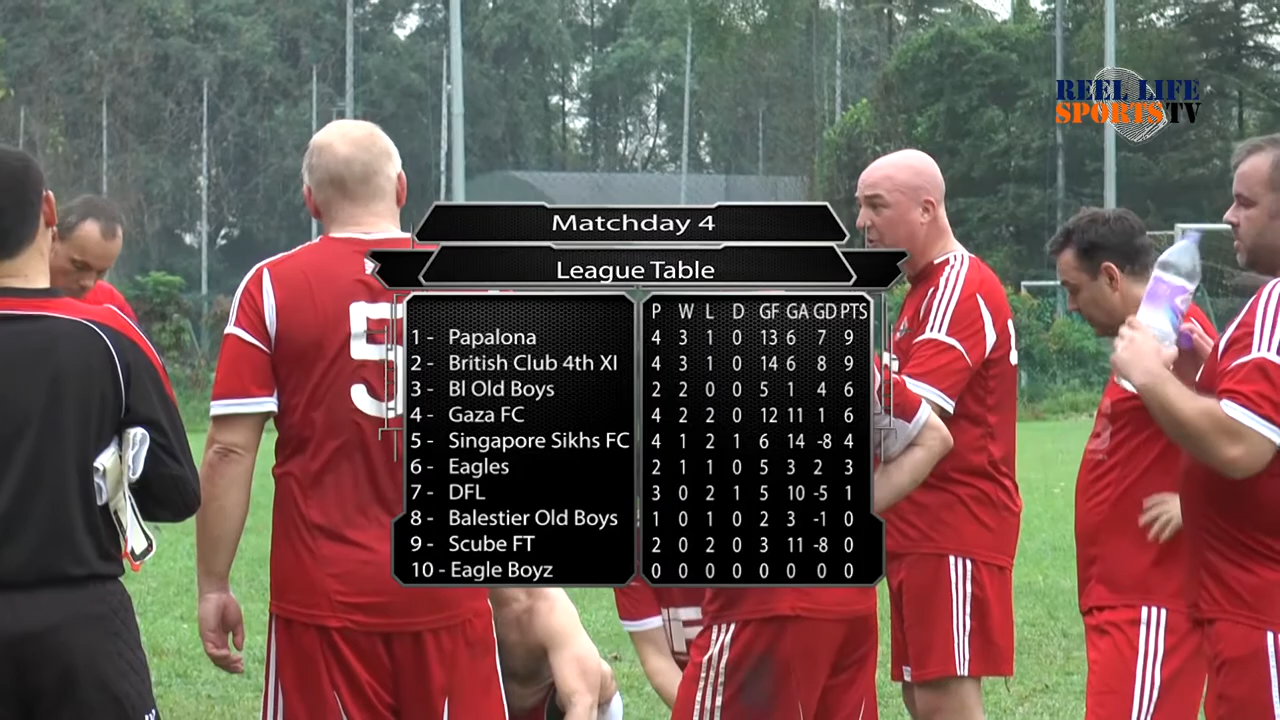 REEL LIFE
SPORTS TV
Matchday 4
League Table
P W L D GF GA GD PTS
1 - Papalona 4 3 1 0 13 6 7 9
2 - British Club 4th XI 4 3 1 0 14 6 8 9
3 - Bl Old Boys 2 2 0 0 5 1 4 6
4 - Gaza FC 4 2 2 0 12 11 1 6
5 - Singapore Sikhs FC 4 1 2 1 6 14 -8 4
6 - Eagles 2 1 1 0 5 3 2 3
7 - DFL 3 0 2 1 5 10 -5 1
8 - Balestier Old Boys 1 0 1 0 2 3 -1 0
9 - Scube FT 2 0 2 0 3 11 -8 0
10 - Eagle Boyz 0 0 0 0 0 0 0 0
5